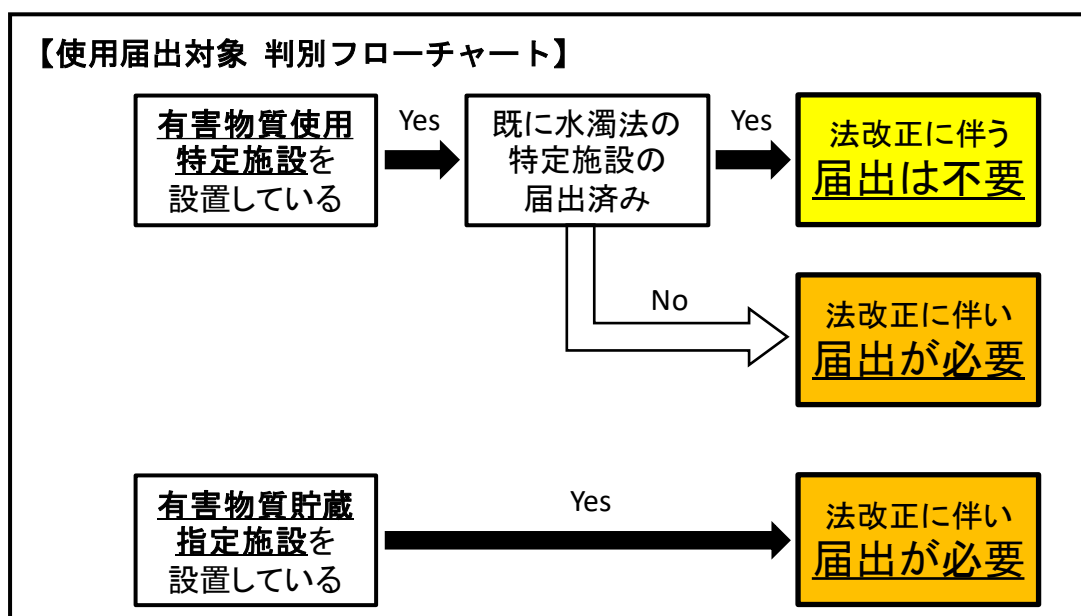 【使用届出対象 判別フローチャート】
有害物質使用
特定施設を
設置している
Yes
既に水濁法の
特定施設の
届出済み
Yes
法改正に伴う
届出は不要
No
法改正に伴い
届出が必要
有害物質貯蔵
指定施設を
設置している
Yes
法改正に伴い
届出が必要